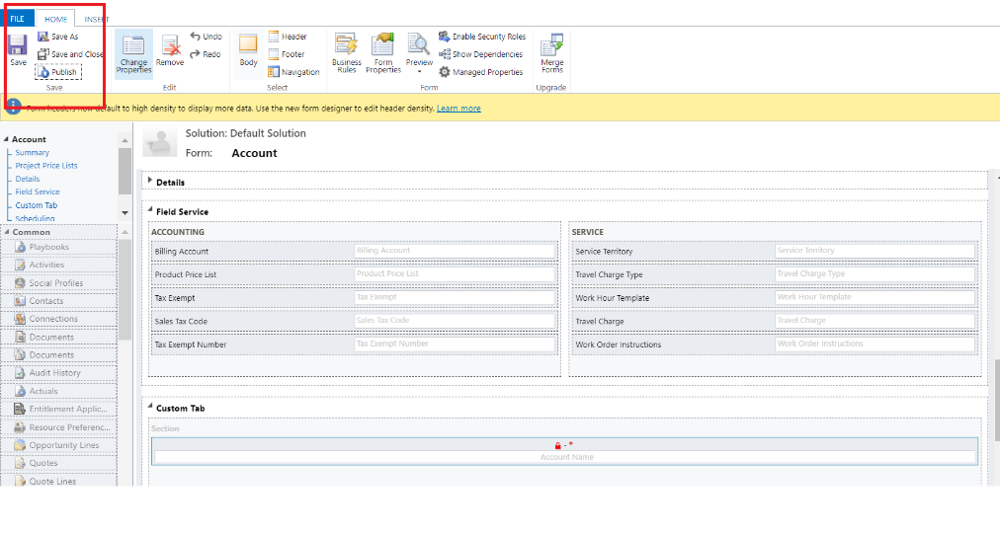 FILE HOME INSERT
Save
Save As
Save and Close
Publish
Save
Change Properties
Remove
Undo
Redo
Edit
Body
Header
Footer
Navigation
Select
Business Rules
Form Properties
Preview
Enable Security Roles
Show Dependencies
Managed Properties
Form
Merge Forms
Upgrade
Form headers now default to high density to display more data. Use the new form designer to edit header density. Learn more
Account
Summary
Project Price Lists
Details
Field Service
Custom Tab
Scheduling
Common
Playbooks
Activities
Social Profiles
Contacts
Connections
Documents
Documents
Audit History
Actuals
Entitlement Applic...
Resource Preferenc...
Opportunity Lines
Quotes
Quote Lines
Solution: Default Solution
Form: Account
Details
Field Service
ACCOUNTING
Billing Account Billing Account
Product Price List Product Price List
Tax Exempt Tax Exempt
Sales Tax Code Sales Tax Code
Tax Exempt Number Tax Exempt Number
SERVICE
Service Territory Service Territory
Travel Charge Type Travel Charge Type
Work Hour Template Work Hour Template
Travel Charge Travel Charge
Work Order Instructions Work Order Instructions
Custom Tab
Section
- *
Account Name